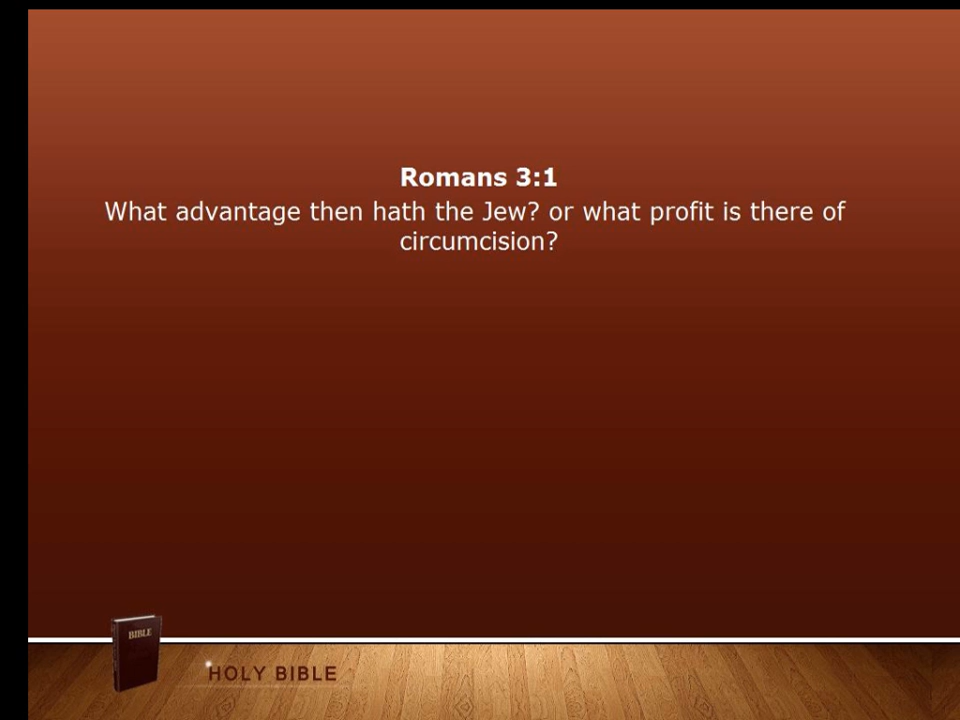 Romans 3:1
What advantage then hath the Jew? or what profit is there of
circumcision?
BIBLE
HOLY BIBLE